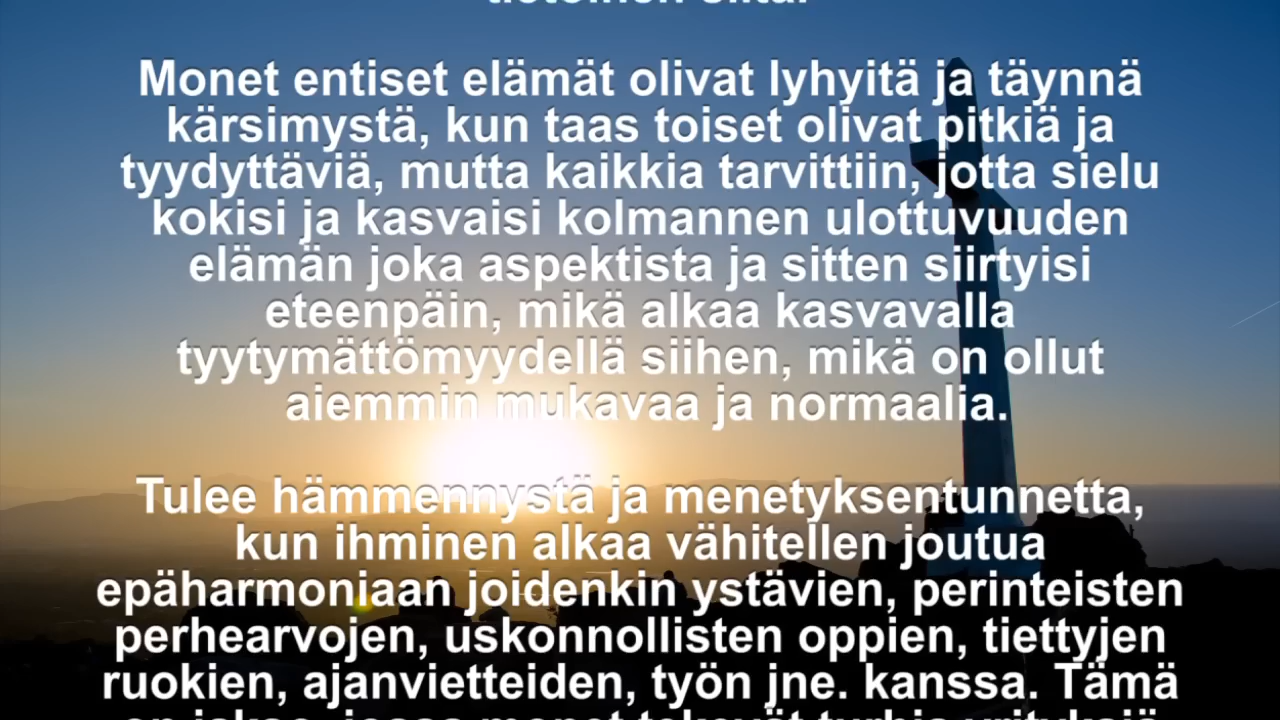 Monet entiset elämät olivat lyhyitä ja täynnä
kärsimystä, kun taas toiset olivat pitkiä ja
tyydyttäviä, mutta kaikkia tarvittiin, jotta sielu
kokisi ja kasvaisi kolmannen ulottuvuuden
elämän joka aspektista ja sitten siirtyisi
eteenpäin, mikä alkaa kasvavalla
tyytymättömyydellä siihen, mikä on ollut
aiemmin mukavaa ja normaalia.
Tulee hämmennystä ja menetyksentunnetta,
kun ihminen alkaa vähitellen joutua
epäharmoniaan joidenkin ystävien, perinteisten
perhearvojen, uskonnollisten oppien, tiettyjen
ruokien, ajanvietteiden, työn jne. kanssa. Tämä